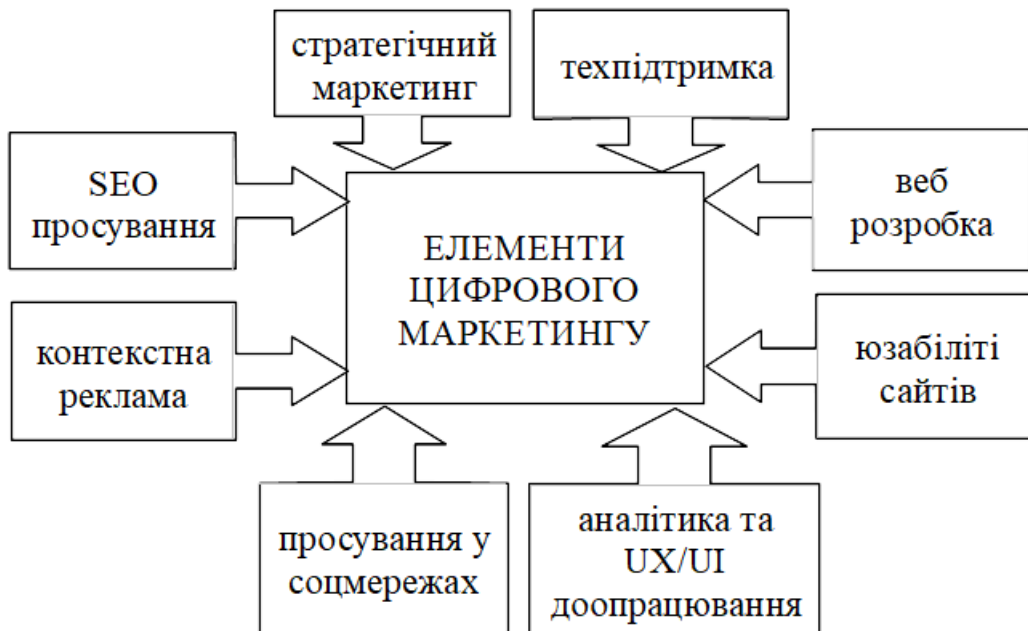 стратегічний
маркетинг
техпідтримка
SEO
просування
веб
розробка
ЕЛЕМЕНТИ
ЦИФРОВОГО
МАРКЕТИНГУ
контекстна
реклама
юзабіліті
сайтів
просування у
соцмережах
аналітика та
UX/UI
доопрацювання